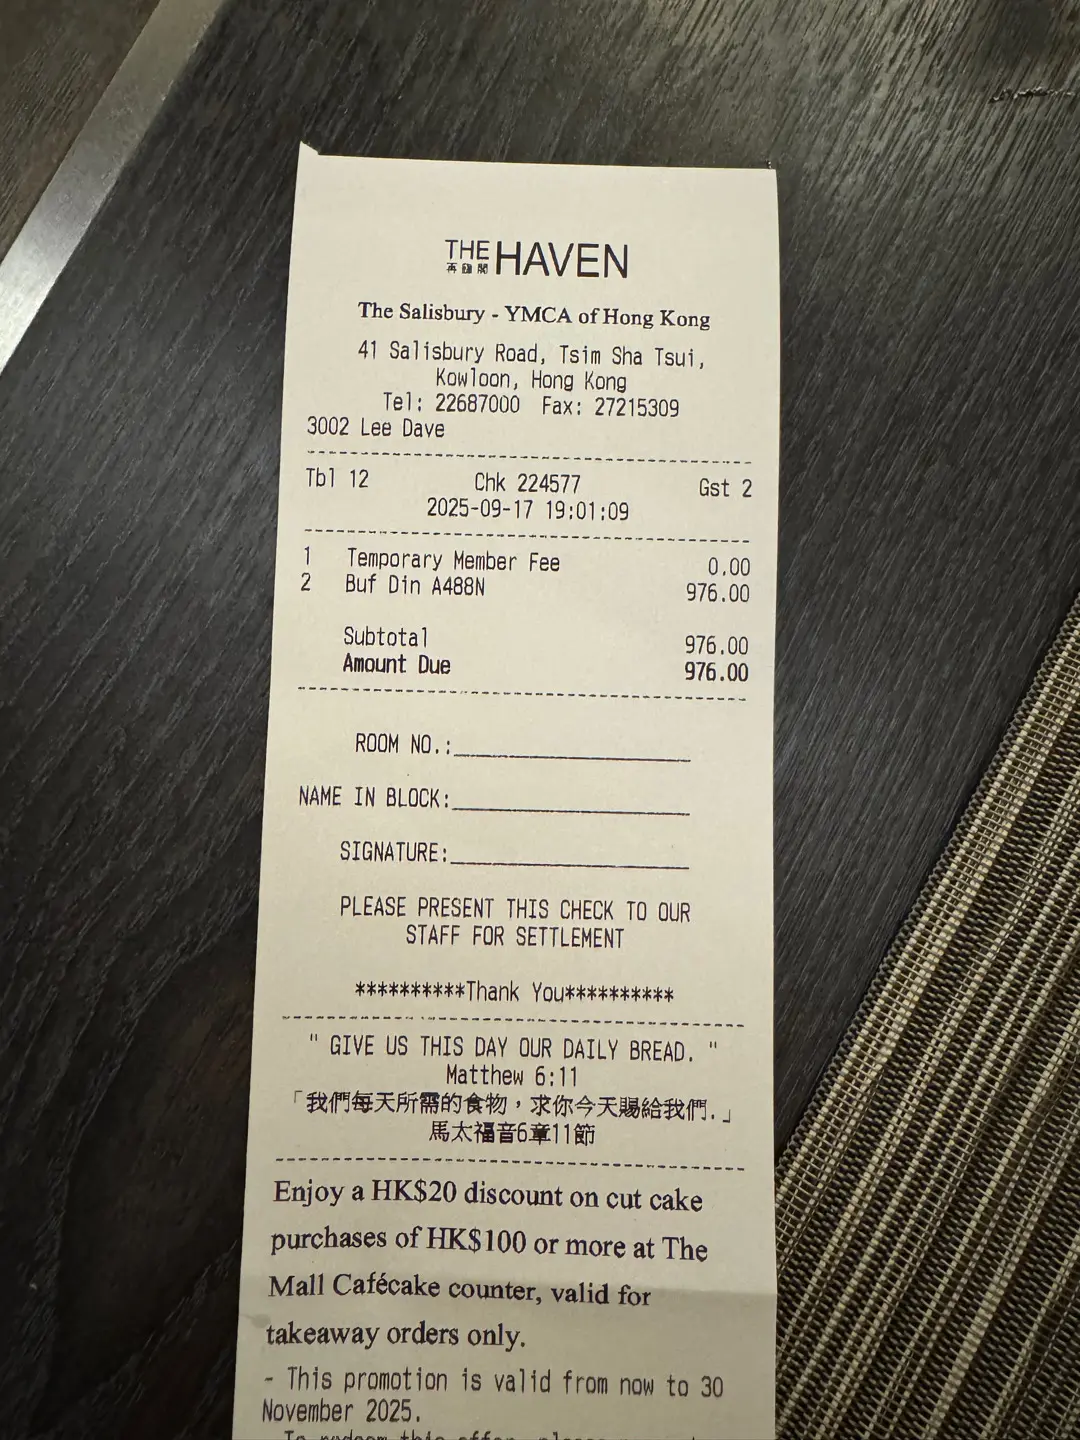 THE HAVEN
再臨閣
The Salisbury - YMCA of Hong Kong
41 Salisbury Road, Tsim Sha Tsui,
Kowloon, Hong Kong
Tel: 22687000 Fax: 27215309
3002 Lee Dave
Tbl 12 Chk 224577 Gst 2
2025-09-17 19:01:09
1 Temporary Member Fee 0.00
2 Buf Din A488N 976.00
Subtotal 976.00
Amount Due 976.00
ROOM NO.:
NAME IN BLOCK:
SIGNATURE:
PLEASE PRESENT THIS CHECK TO OUR
STAFF FOR SETTLEMENT
**********Thank You**********
" GIVE US THIS DAY OUR DAILY BREAD. "
Matthew 6:11
「我們每天所需的食物，求你今天賜給我們.」
馬太福音6章11節
Enjoy a HK$20 discount on cut cake
purchases of HK$100 or more at The
Mall Cafécake counter, valid for
takeaway orders only.
- This promotion is valid from now to 30
November 2025.